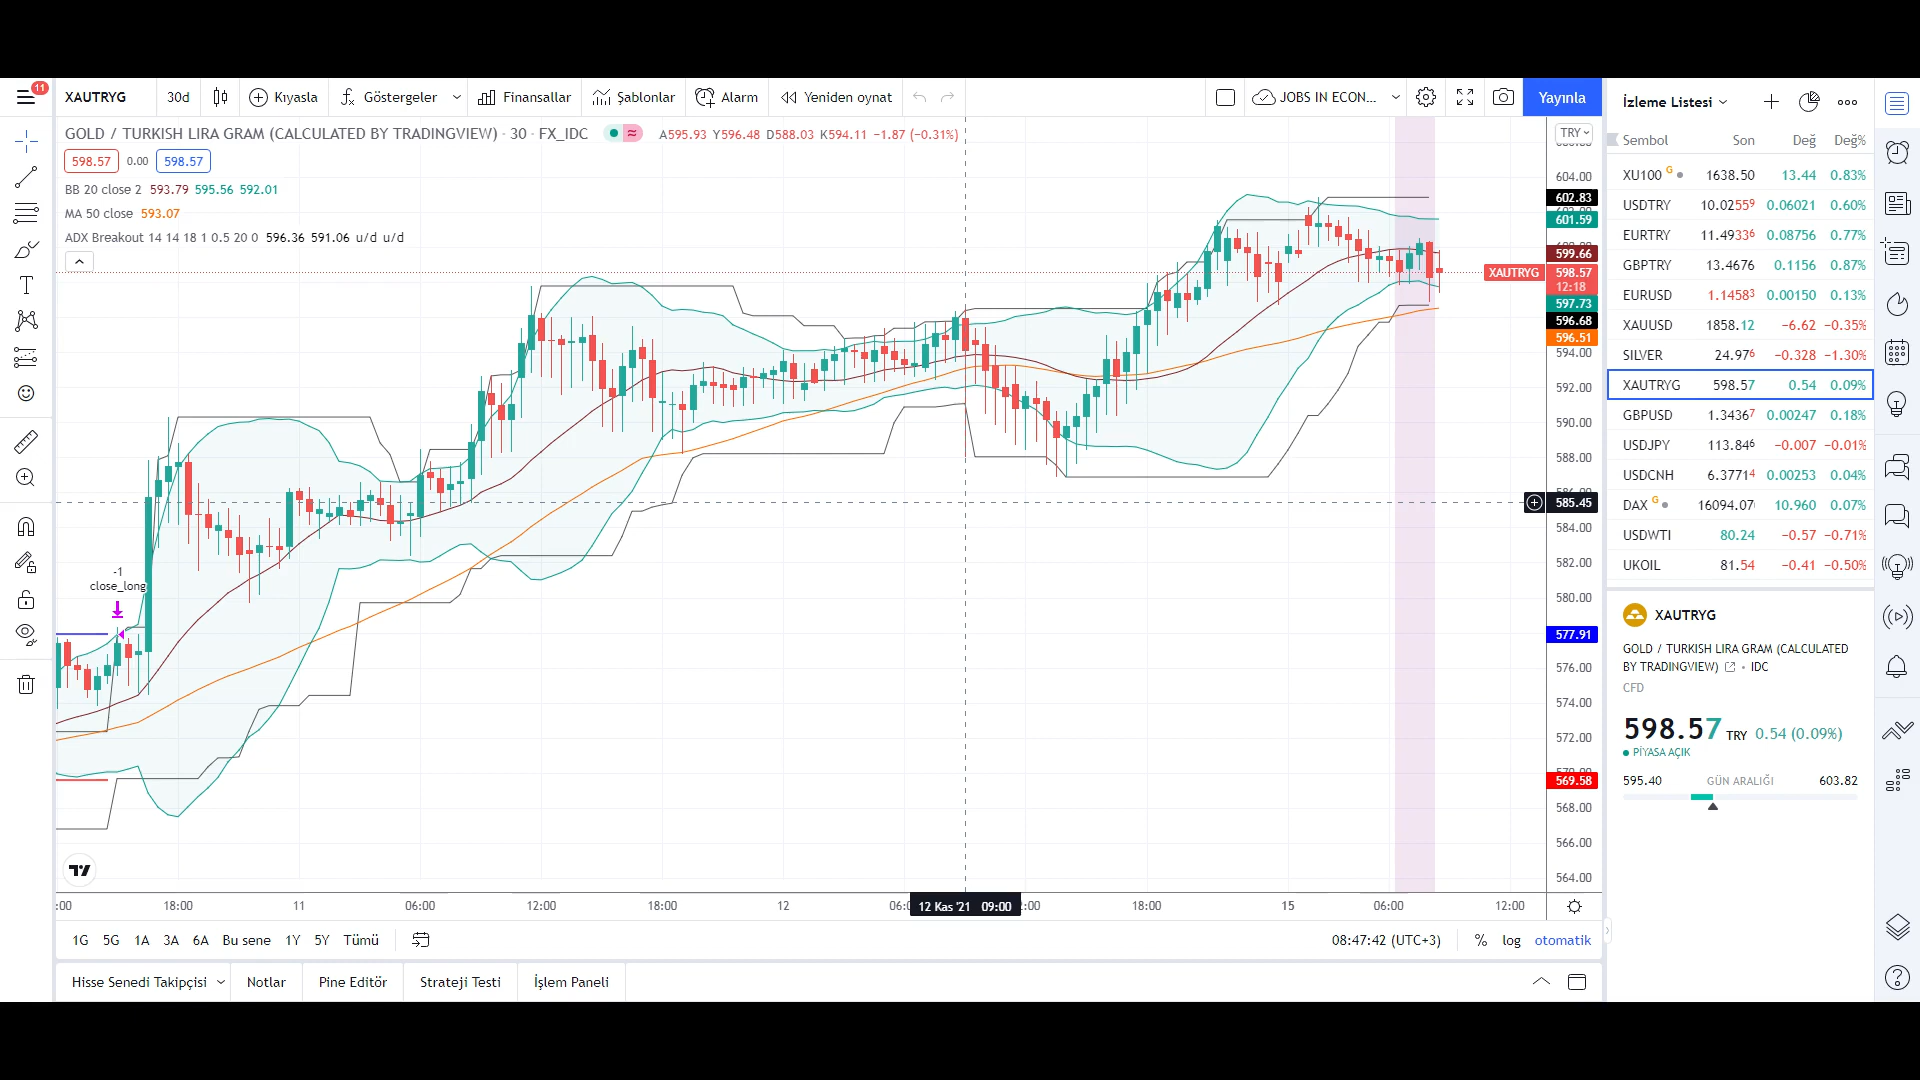 11
XAUTRYG
30d
Kıyasla
Göstergeler
Finansallar
Şablonlar
Alarm
Yeniden oynat
JOBS IN ECON...
Yayınla
GOLD / TURKISH LIRA GRAM (CALCULATED BY TRADINGVIEW) · 30 · FX_IDC
A595.93 Y596.48 D588.03 K594.11 −1.87 (−0.31%)
598.57 0.00 598.57
BB 20 close 2 593.79 595.56 592.01
MA 50 close 593.07
ADX Breakout 14 14 18 1 0.5 20 0 596.36 591.06 u/d u/d
-1
close_long
TRY
604.00
602.83
601.59
599.66
XAUTRYG 598.57
12:18
597.73
596.68
596.51
594.00
592.00
590.00
588.00
585.45
584.00
582.00
580.00
577.91
576.00
574.00
572.00
569.58
568.00
566.00
564.00
:00 18:00 11 06:00 12:00 18:00 12 12 Kas '21 09:00 :00 18:00 15 06:00 12:00
1G 5G 1A 3A 6A Bu sene 1Y 5Y Tümü
08:47:42 (UTC+3) % log otomatik
Hisse Senedi Takipçisi Notlar Pine Editör Strateji Testi İşlem Paneli
İzleme Listesi
Sembol Son Değ Değ%
XU100 G 1638.50 13.44 0.83%
USDTRY 10.02559 0.06021 0.60%
EURTRY 11.49336 0.08756 0.77%
GBPTRY 13.4676 0.1156 0.87%
EURUSD 1.14583 0.00150 0.13%
XAUUSD 1858.12 −6.62 −0.35%
SILVER 24.976 −0.328 −1.30%
XAUTRYG 598.57 0.54 0.09%
GBPUSD 1.34367 0.00247 0.18%
USDJPY 113.846 −0.007 −0.01%
USDCNH 6.37714 0.00253 0.04%
DAX G 16094.07 10.960 0.07%
USDWTI 80.24 −0.57 −0.71%
UKOIL 81.54 −0.41 −0.50%
XAUTRYG
GOLD / TURKISH LIRA GRAM (CALCULATED
BY TRADINGVIEW) • IDC
CFD
598.57 TRY 0.54 (0.09%)
PİYASA AÇIK
595.40 GÜN ARALIĞI 603.82